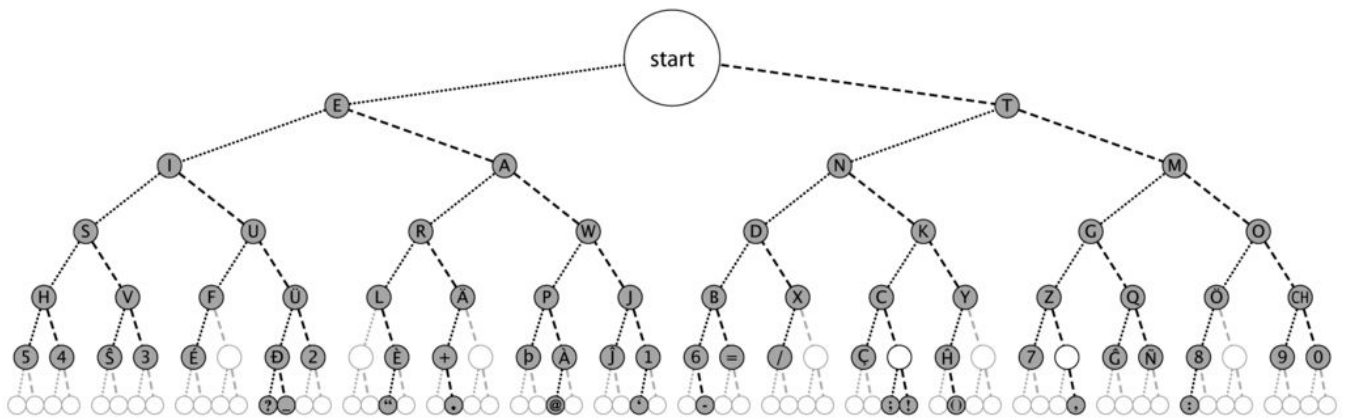 start
E T
I A N M
S U R W D K G O
H V F Ü L Ä P J B X C Y Z Q Ö CH
5 4 Ŝ 3 É Đ 2 È + þ À Ĵ 1 6 = / Ç Ĥ 7 Ĝ Ñ 8 9 0
? _ “ . @ ‘ - ; ! () , :